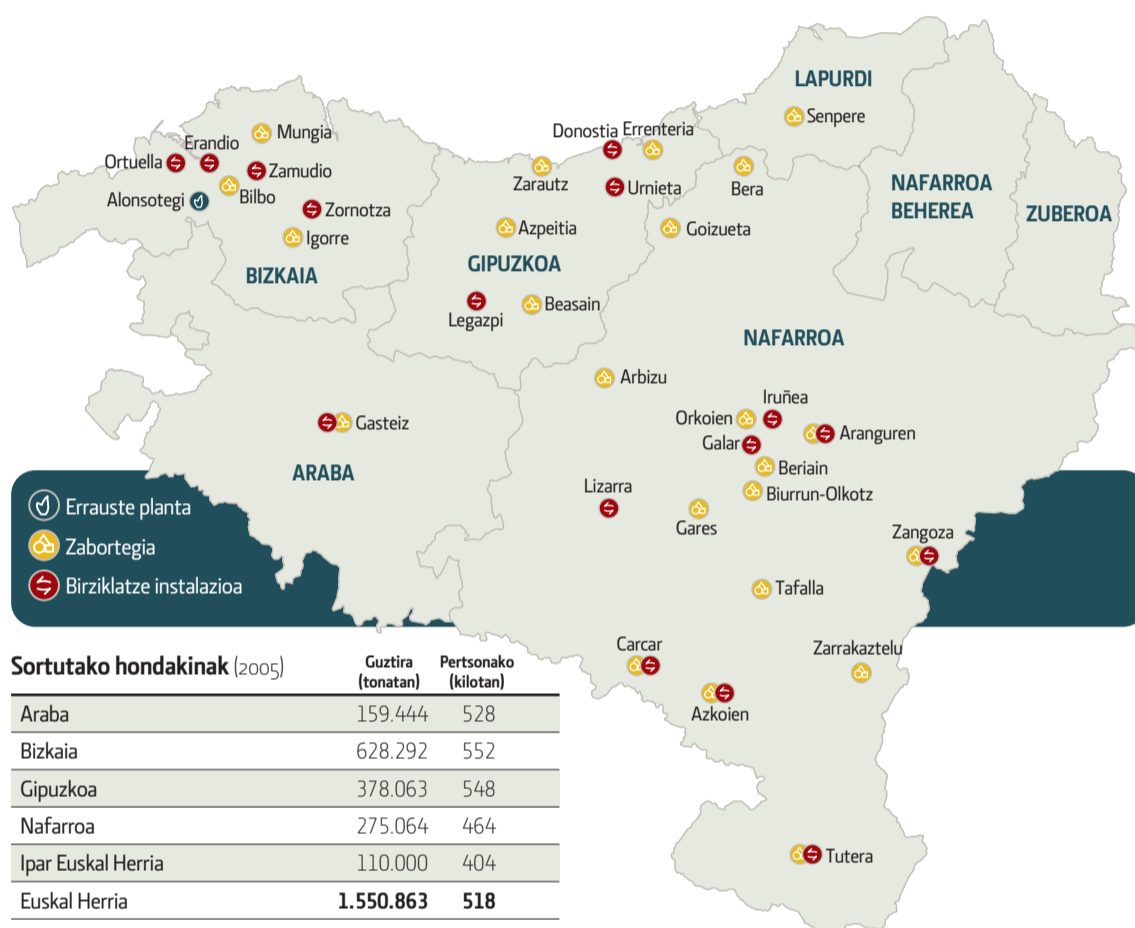 LAPURDI
Senpere
Donostia Errenteria
Mungia
Erandio
Ortuella
Zamudio
Bilbo
Alonsotegi
Zornotza
Igorre
BIZKAIA
Zarautz
Urnieta
Bera
NAFARROA
BEHEREA
ZUBEROA
Azpeitia
Goizueta
GIPUZKOA
Legazpi
Beasain
NAFARROA
Arbizu
Iruñea
Orkoien
Galar
Aranguren
Gasteiz
ARABA
Beriain
Biurrun-Olkotz
Lizarra
Gares
Zangoza
Tafalla
Errauste planta
Zabortegia
Birziklatze instalazioa
Carcar
Zarrakaztelu
Azkoien
Tutera
Sortutako hondakinak (2005) Guztira (tonatan) Pertsonako (kilotan)
Araba 159.444 528
Bizkaia 628.292 552
Gipuzkoa 378.063 548
Nafarroa 275.064 464
Ipar Euskal Herria 110.000 404
Euskal Herria 1.550.863 518